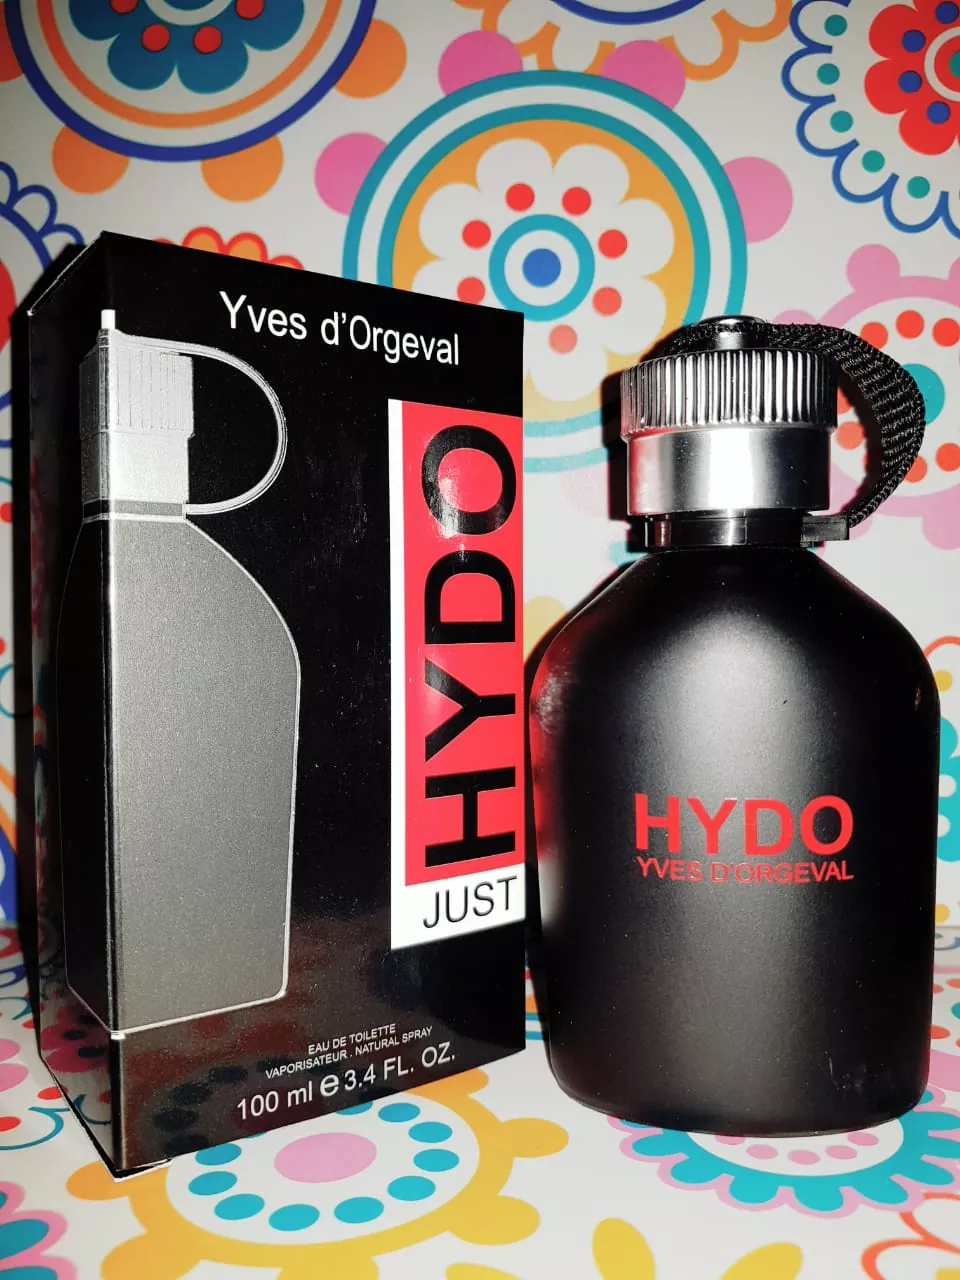 Yves d'Orgeval
HYDO
JUST
EAU DE TOILETTE
VAPORISATEUR . NATURAL SPRAY
100 ml e 3.4 FL. OZ.
HYDO
YVES D'ORGEVAL